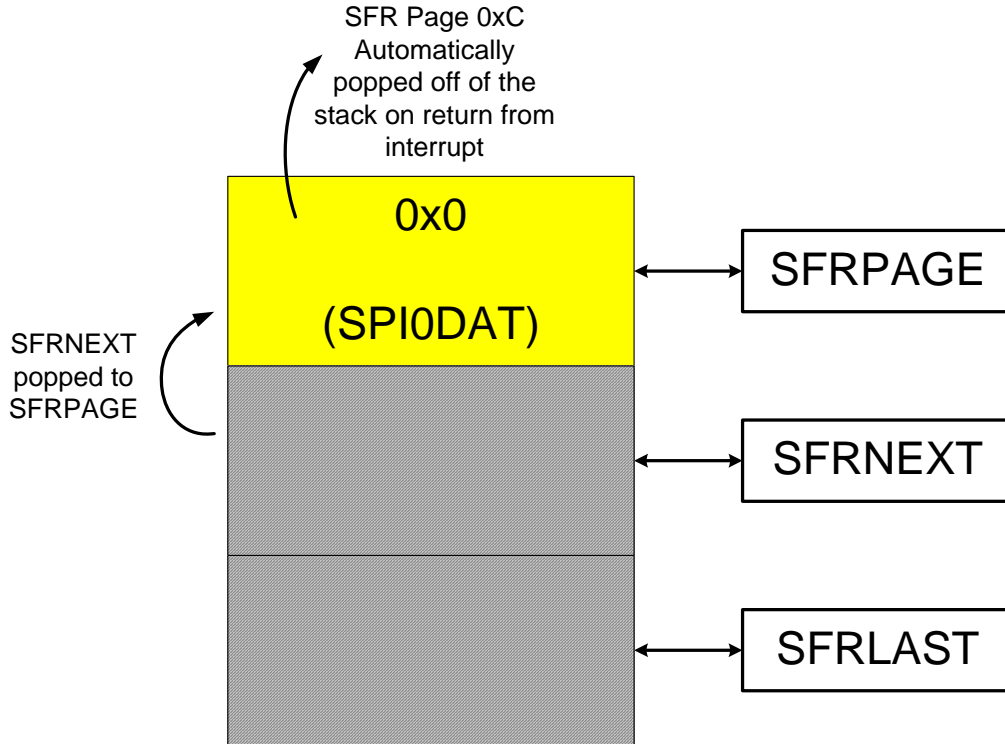 SFR Page 0xC
Automatically
popped off of the
stack on return from
interrupt
0x0
(SPI0DAT)
SFRPAGE
SFRNEXT
popped to
SFRPAGE
SFRNEXT
SFRLAST